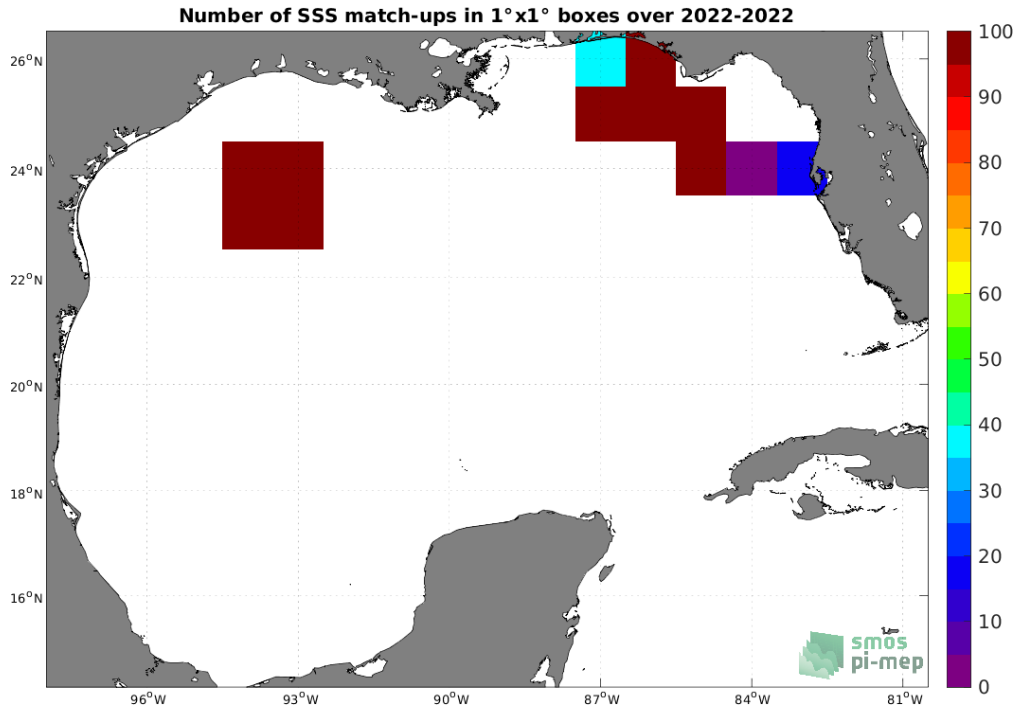 Number of SSS match-ups in 1°x1° boxes over 2022-2022
26°N
24°N
22°N
20°N
18°N
16°N
96°W
93°W
90°W
87°W
84°W
81°W
100
90
80
70
60
50
40
30
20
10
0
smos
pi-mep